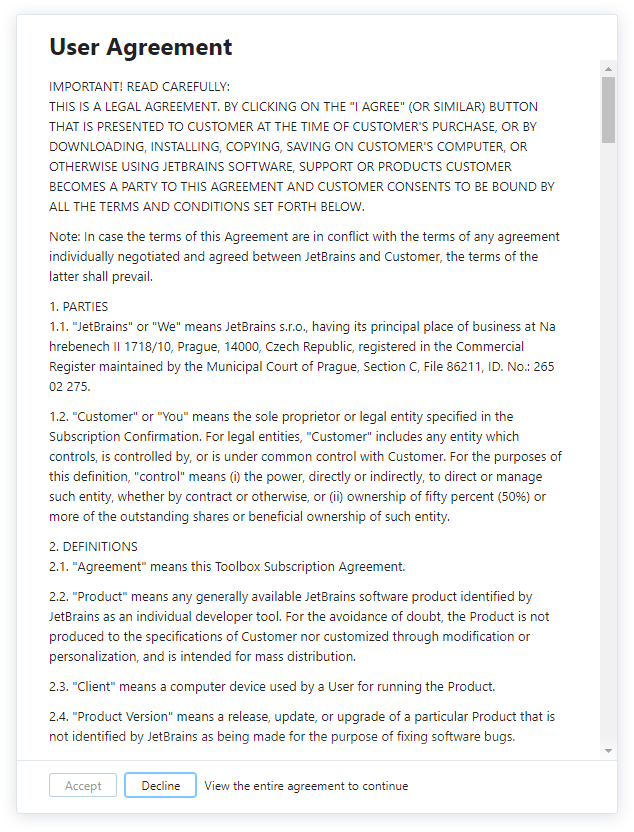 User Agreement
IMPORTANT! READ CAREFULLY:
THIS IS A LEGAL AGREEMENT. BY CLICKING ON THE "I AGREE" (OR SIMILAR) BUTTON
THAT IS PRESENTED TO CUSTOMER AT THE TIME OF CUSTOMER'S PURCHASE, OR BY
DOWNLOADING, INSTALLING, COPYING, SAVING ON CUSTOMER'S COMPUTER, OR
OTHERWISE USING JETBRAINS SOFTWARE, SUPPORT OR PRODUCTS CUSTOMER
BECOMES A PARTY TO THIS AGREEMENT AND CUSTOMER CONSENTS TO BE BOUND BY
ALL THE TERMS AND CONDITIONS SET FORTH BELOW.
Note: In case the terms of this Agreement are in conflict with the terms of any agreement
individually negotiated and agreed between JetBrains and Customer, the terms of the
latter shall prevail.
1. PARTIES
1.1. "JetBrains" or "We" means JetBrains s.r.o., having its principal place of business at Na
hrebenech II 1718/10, Prague, 14000, Czech Republic, registered in the Commercial
Register maintained by the Municipal Court of Prague, Section C, File 86211, ID. No.: 265
02 275.
1.2. "Customer" or "You" means the sole proprietor or legal entity specified in the
Subscription Confirmation. For legal entities, "Customer" includes any entity which
controls, is controlled by, or is under common control with Customer. For the purposes of
this definition, "control" means (i) the power, directly or indirectly, to direct or manage
such entity, whether by contract or otherwise, or (ii) ownership of fifty percent (50%) or
more of the outstanding shares or beneficial ownership of such entity.
2. DEFINITIONS
2.1. "Agreement" means this Toolbox Subscription Agreement.
2.2. "Product" means any generally available JetBrains software product identified by
JetBrains as an individual developer tool. For the avoidance of doubt, the Product is not
produced to the specifications of Customer nor customized through modification or
personalization, and is intended for mass distribution.
2.3. "Client" means a computer device used by a User for running the Product.
2.4. "Product Version" means a release, update, or upgrade of a particular Product that is
not identified by JetBrains as being made for the purpose of fixing software bugs.
Accept Decline View the entire agreement to continue